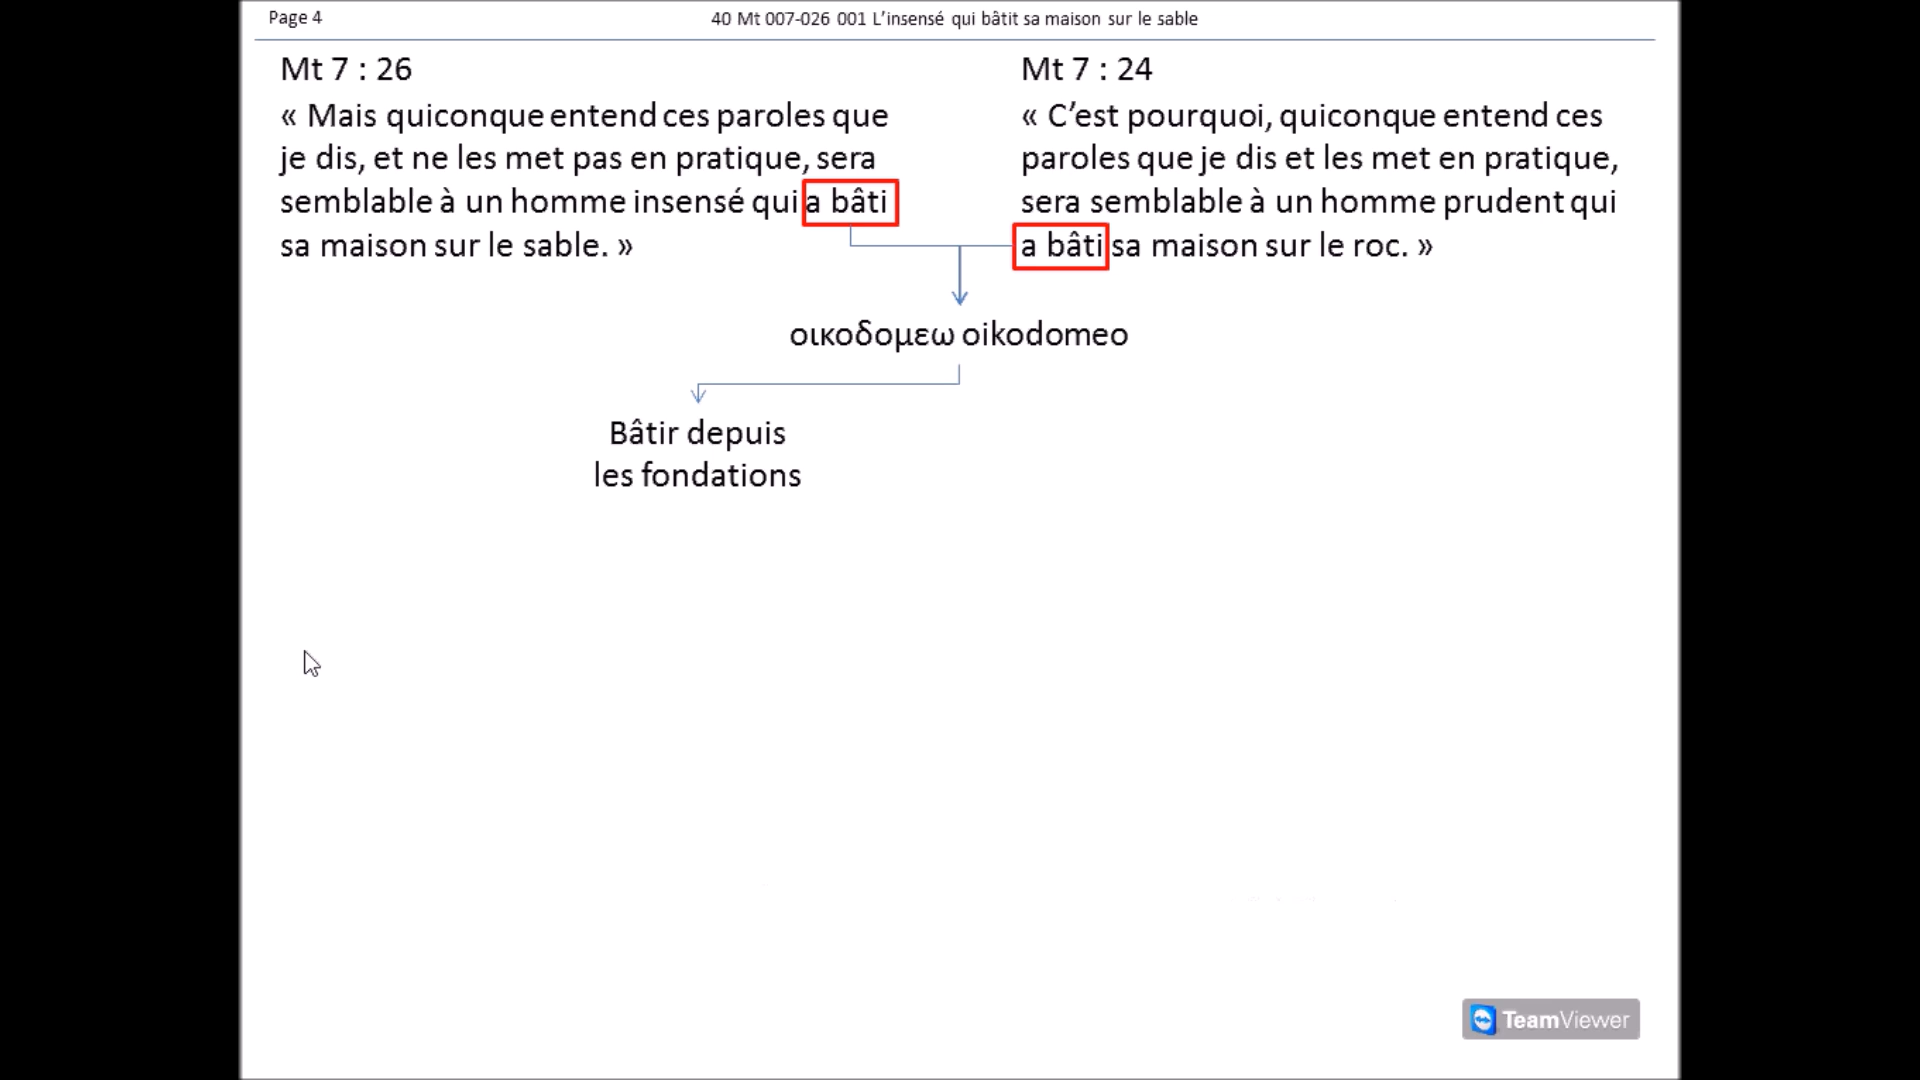 Page 4
40 Mt 007-026 001 L’insensé qui bâtit sa maison sur le sable
Mt 7 : 26
« Mais quiconque entend ces paroles que
je dis, et ne les met pas en pratique, sera
semblable à un homme insensé qui a bâti
sa maison sur le sable. »
Mt 7 : 24
« C’est pourquoi, quiconque entend ces
paroles que je dis et les met en pratique,
sera semblable à un homme prudent qui
a bâti sa maison sur le roc. »
οικοδομεω oikodomeo
Bâtir depuis
les fondations
TeamViewer